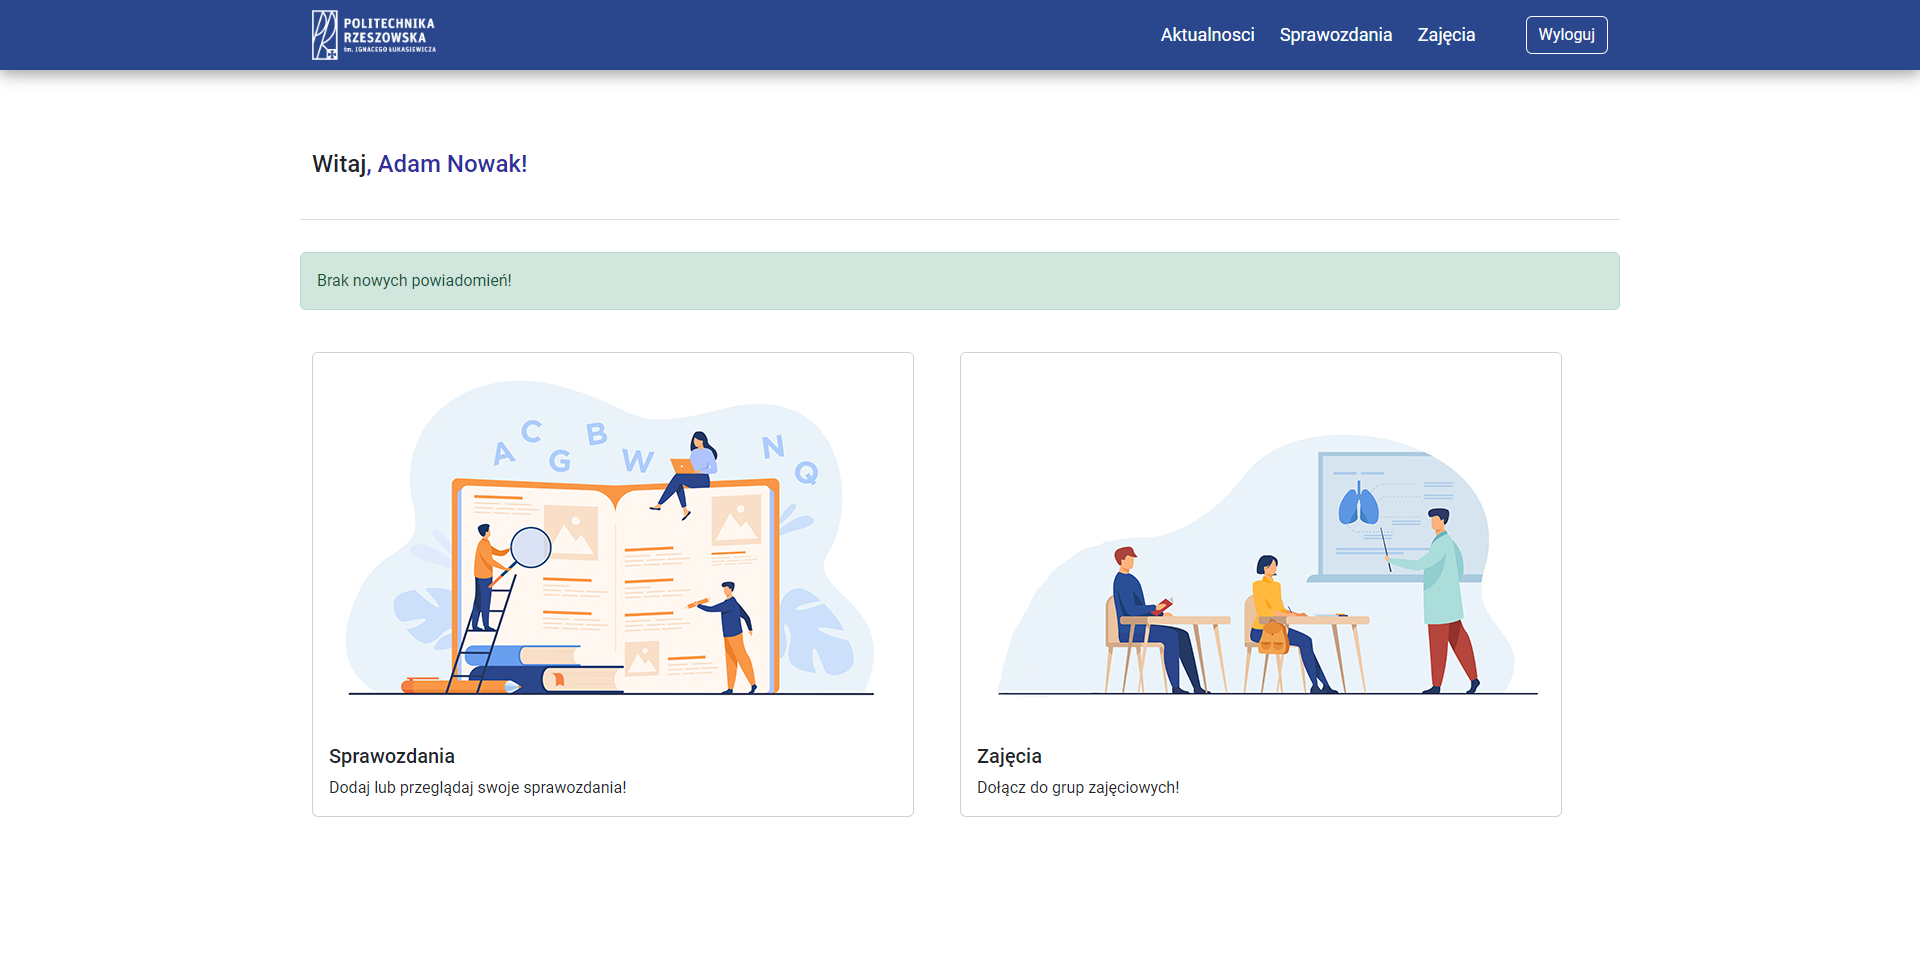 POLITECHNIKA
RZESZOWSKA
im. IGNACEGO ŁUKASIEWICZA
Aktualnosci
Sprawozdania
Zajęcia
Wyloguj
Witaj, Adam Nowak!
Brak nowych powiadomień!
A C G B W N Q
Sprawozdania
Dodaj lub przeglądaj swoje sprawozdania!
Zajęcia
Dołącz do grup zajęciowych!